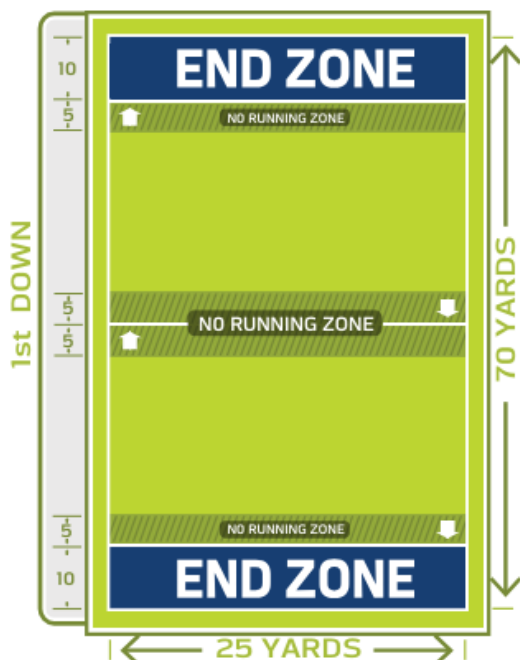 10
END ZONE
5
NO RUNNING ZONE
1st DOWN
70 YARDS
5
NO RUNNING ZONE
5
5
NO RUNNING ZONE
10
END ZONE
25 YARDS